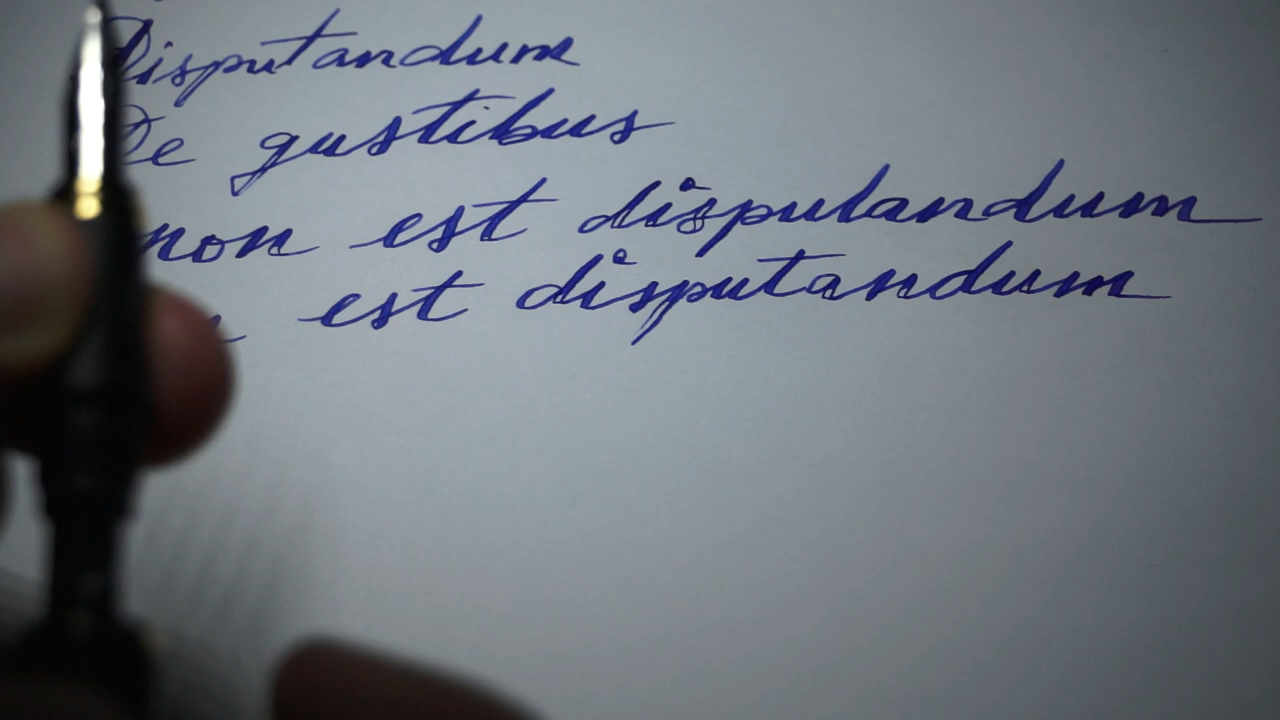 Disputandum
De gustibus
non est disputandum
est disputandum